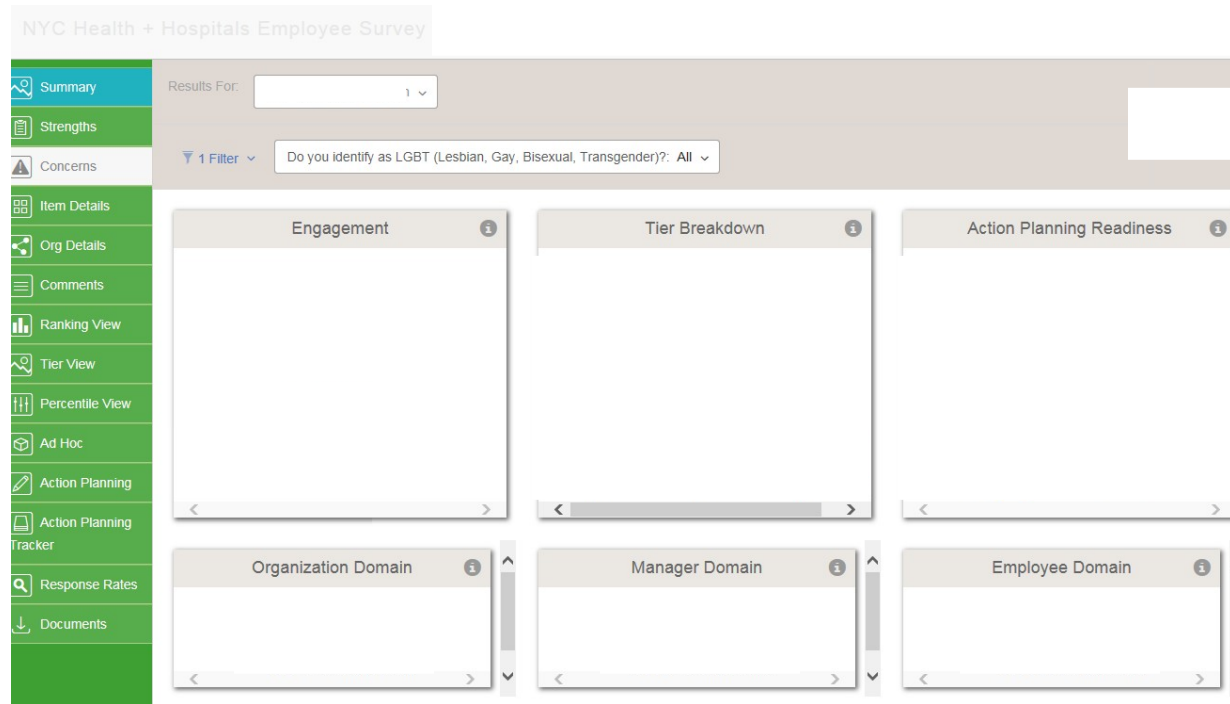 NYC Health + Hospitals Employee Survey
Summary
Strengths
Concerns
Item Details
Org Details
Comments
Ranking View
Tier View
Percentile View
Ad Hoc
Action Planning
Action Planning
Tracker
Response Rates
Documents
Results For:
1 Filter
Do you identify as LGBT (Lesbian, Gay, Bisexual, Transgender)?: All
Engagement
Tier Breakdown
Action Planning Readiness
Organization Domain
Manager Domain
Employee Domain